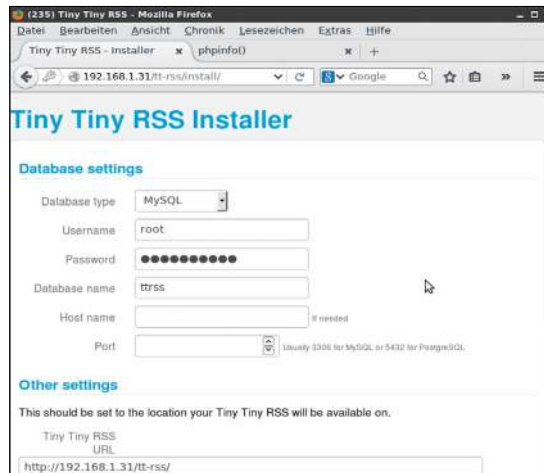 (235) Tiny Tiny RSS - Mozilla Firefox
Datei Bearbeiten Ansicht Chronik Lesezeichen Extras Hilfe
Tiny Tiny RSS - Installer x phpinfo() x +
192.168.1.31/tt-rss/install/ Google
Tiny Tiny RSS Installer
Database settings
Database type MySQL
Username root
Password ●●●●●●●●●●
Database name ttrss
Host name If needed
Port Usually 3306 for MySQL or 5432 for PostgreSQL
Other settings
This should be set to the location your Tiny Tiny RSS will be available on.
Tiny Tiny RSS
URL
http://192.168.1.31/tt-rss/